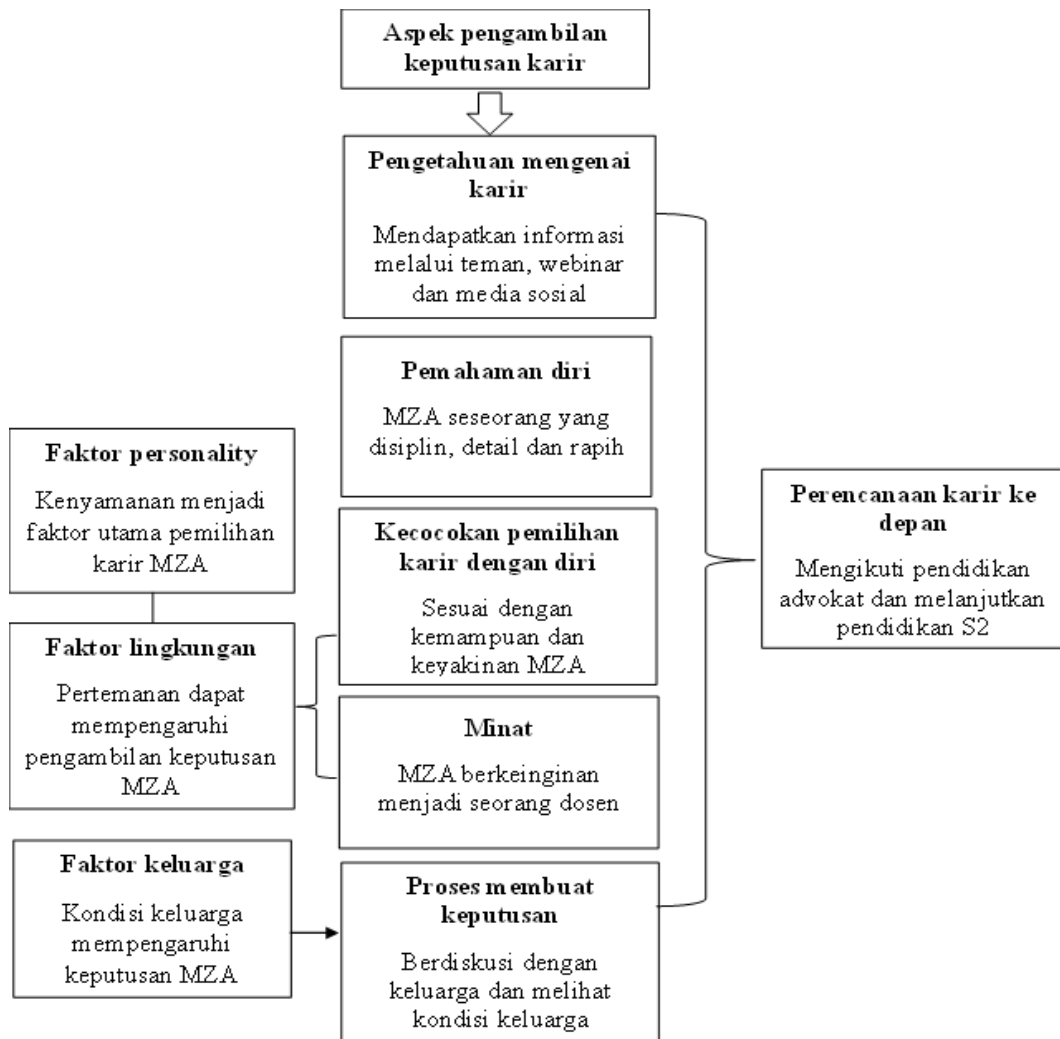 Aspek pengambilan
keputusan karir
Pengetahuan mengenai
karir
Mendapatkan informasi
melalui teman, webinar
dan media sosial
Pemahaman diri
MZA seseorang yang
disiplin, detail dan rapih
Faktor personality
Kenyamanan menjadi
faktor utama pemilihan
karir MZA
Kecocokan pemilihan
karir dengan diri
Sesuai dengan
kemampuan dan
keyakinan MZA
Perencanaan karir ke
depan
Mengikuti pendidikan
advokat dan melanjutkan
pendidikan S2
Faktor lingkungan
Pertemanan dapat
mempengaruhi
pengambilan keputusan
MZA
Minat
MZA berkeinginan
menjadi seorang dosen
Faktor keluarga
Kondisi keluarga
mempengaruhi
keputusan MZA
Proses membuat
keputusan
Berdiskusi dengan
keluarga dan melihat
kondisi keluarga